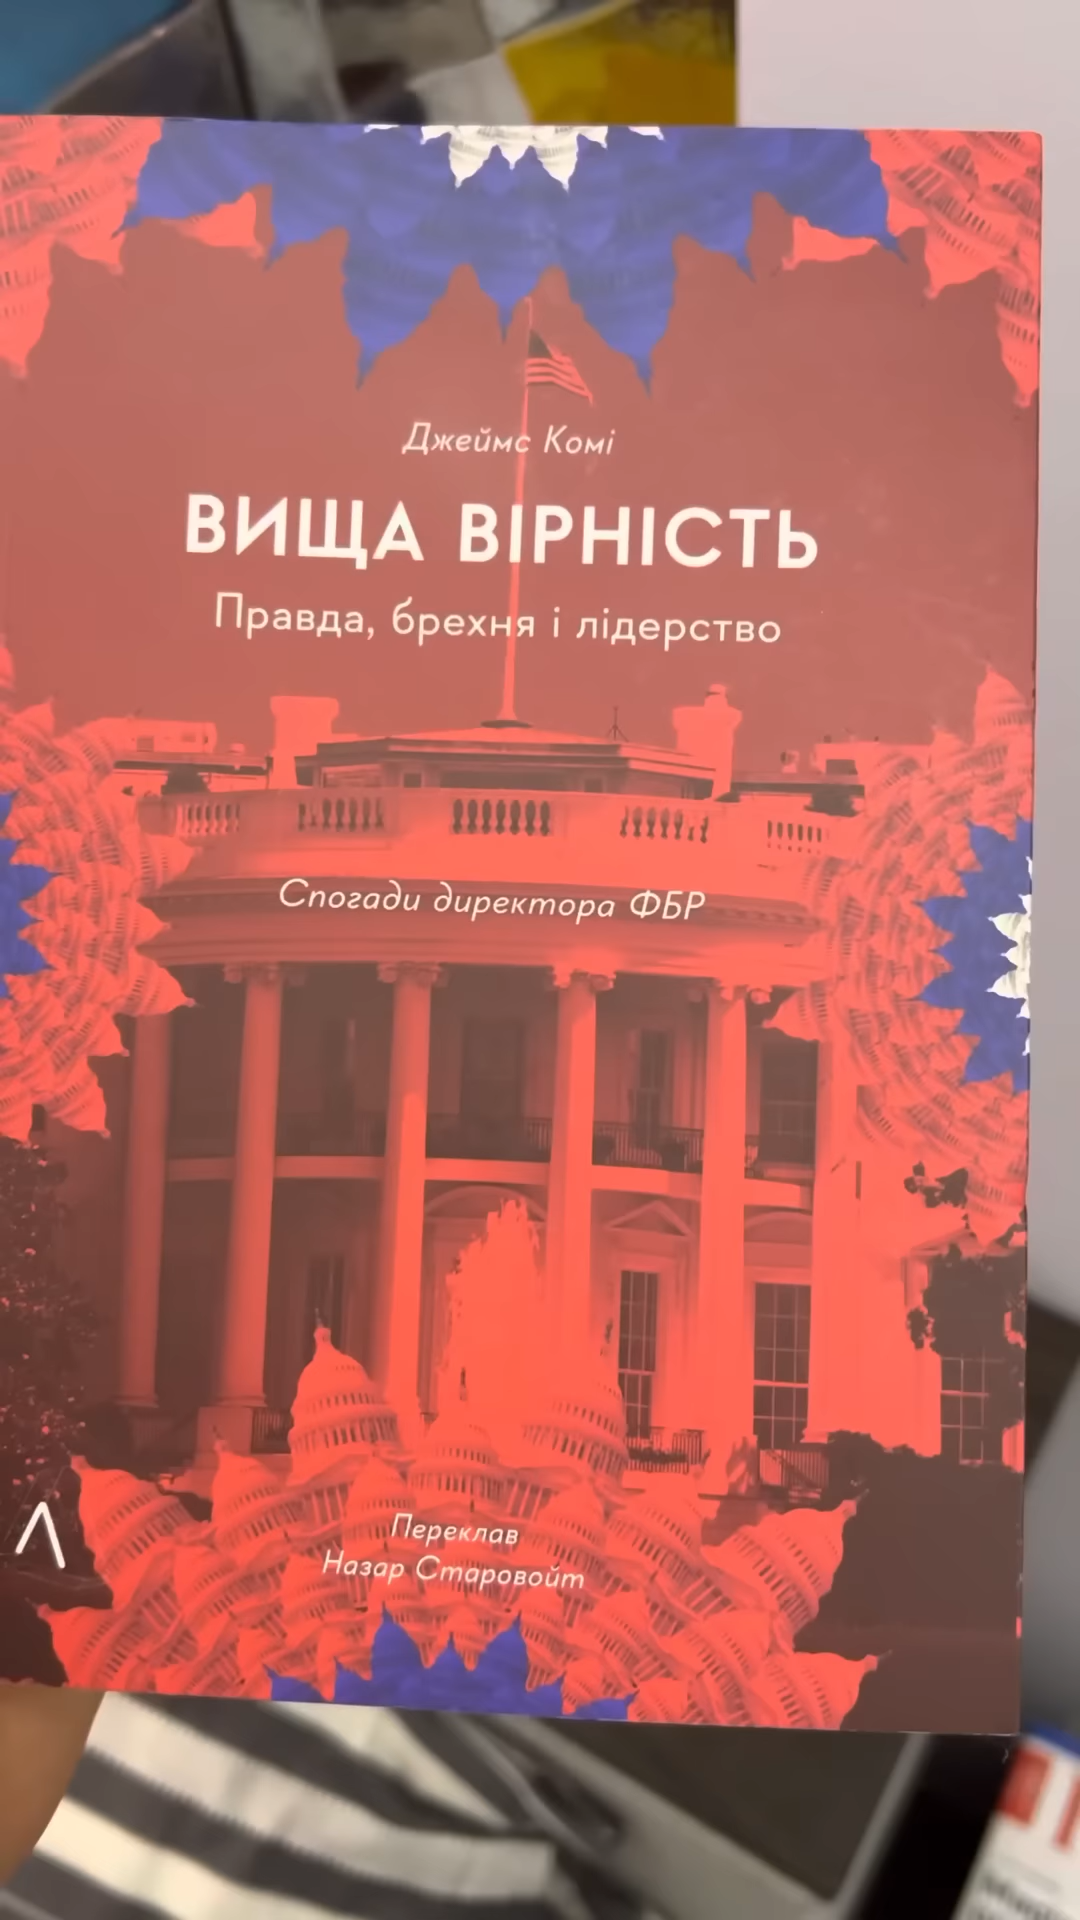 Джеймс Комі
ВИЩА ВІРНІСТЬ
Правда, брехня і лідерство
Спогади директора ФБР
Переклав
Назар Старовойт